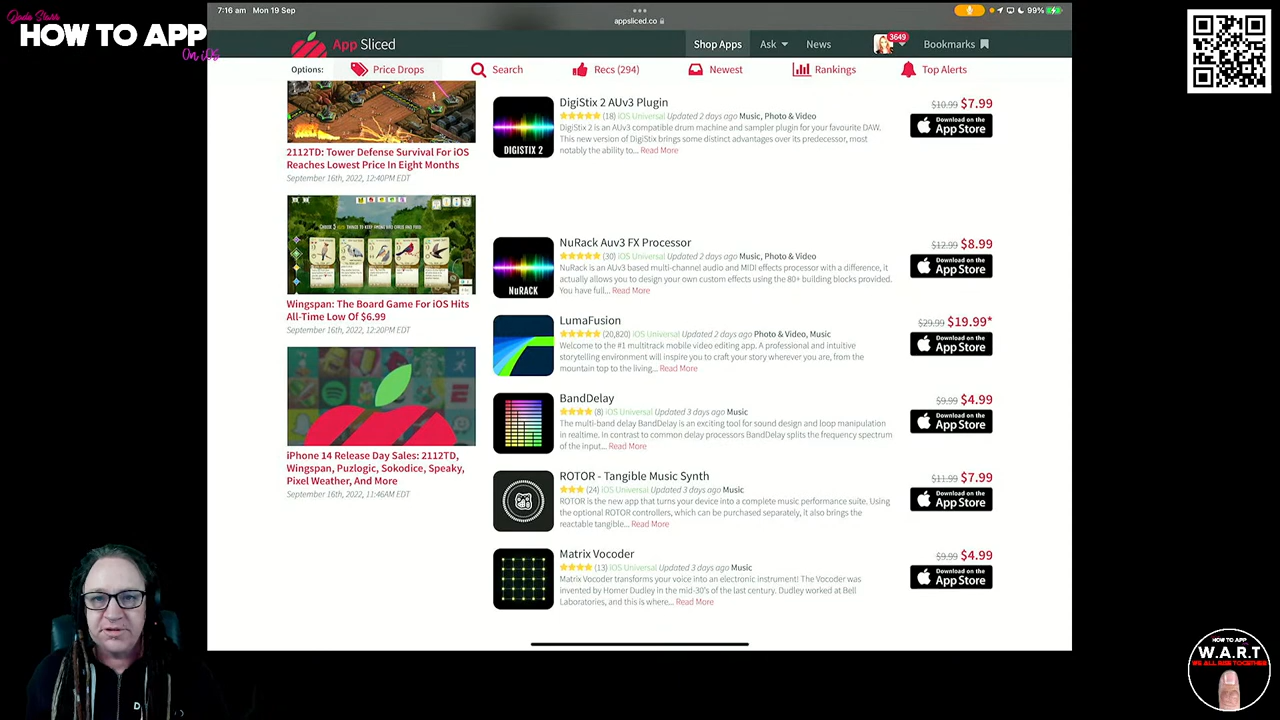 Jade Starr
HOW TO APP
On iOS
7:16 am Mon 19 Sep
appsliced.co
99%
App Sliced
Shop Apps
Ask
News
3649
Bookmarks
Options:
Price Drops
Search
Recs (294)
Newest
Rankings
Top Alerts
2112TD: Tower Defense Survival For iOS
Reaches Lowest Price In Eight Months
September 16th, 2022, 12:40PM EDT
Wingspan: The Board Game For iOS Hits
All-Time Low Of $6.99
September 16th, 2022, 12:20PM EDT
iPhone 14 Release Day Sales: 2112TD,
Wingspan, Puzlogic, Sokodice, Speaky,
Pixel Weather, And More
September 16th, 2022, 11:46AM EDT
DIGISTIX 2
DigiStix 2 AUv3 Plugin
(18) iOS Universal Updated 2 days ago Music, Photo & Video
DigiStix 2 is an AUv3 compatible drum machine and sampler plugin for your favourite DAW.
This new version of DigiStix brings some distinct advantages over its predecessor, most
notably the ability to... Read More
$10.99 $7.99
Download on the
App Store
NuRACK
NuRack Auv3 FX Processor
(30) iOS Universal Updated 2 days ago Music, Photo & Video
NuRack is an AUv3 based multi-channel audio and MIDI effects processor with a difference, it
actually allows you to design your own custom effects using the 80+ building blocks provided.
You have full... Read More
$12.99 $8.99
Download on the
App Store
LumaFusion
(20,820) iOS Universal Updated 2 days ago Photo & Video, Music
Welcome to the #1 multitrack mobile video editing app. A professional and intuitive
storytelling environment will inspire you to craft your story wherever you are, from the
mountain top to the living... Read More
$29.99 $19.99*
Download on the
App Store
BandDelay
(8) iOS Universal Updated 3 days ago Music
The multi-band delay BandDelay is an exciting tool for sound design and loop manipulation
in realtime. In contrast to common delay processors BandDelay splits the frequency spectrum
of the input... Read More
$9.99 $4.99
Download on the
App Store
ROTOR - Tangible Music Synth
(24) iOS Universal Updated 3 days ago Music
ROTOR is the new app that turns your device into a complete music performance suite. Using
the optional ROTOR controllers, which can be purchased separately, it also brings the
reactable tangible... Read More
$11.99 $7.99
Download on the
App Store
Matrix Vocoder
(13) iOS Universal Updated 3 days ago Music
Matrix Vocoder transforms your voice into an electronic instrument! The Vocoder was
invented by Homer Dudley in the mid-30's of the last century. Dudley worked at Bell
Laboratories, and this is where... Read More
$9.99 $4.99
Download on the
App Store
HOW TO APP
W.A.R.T
WE ALL RISE TOGETHER